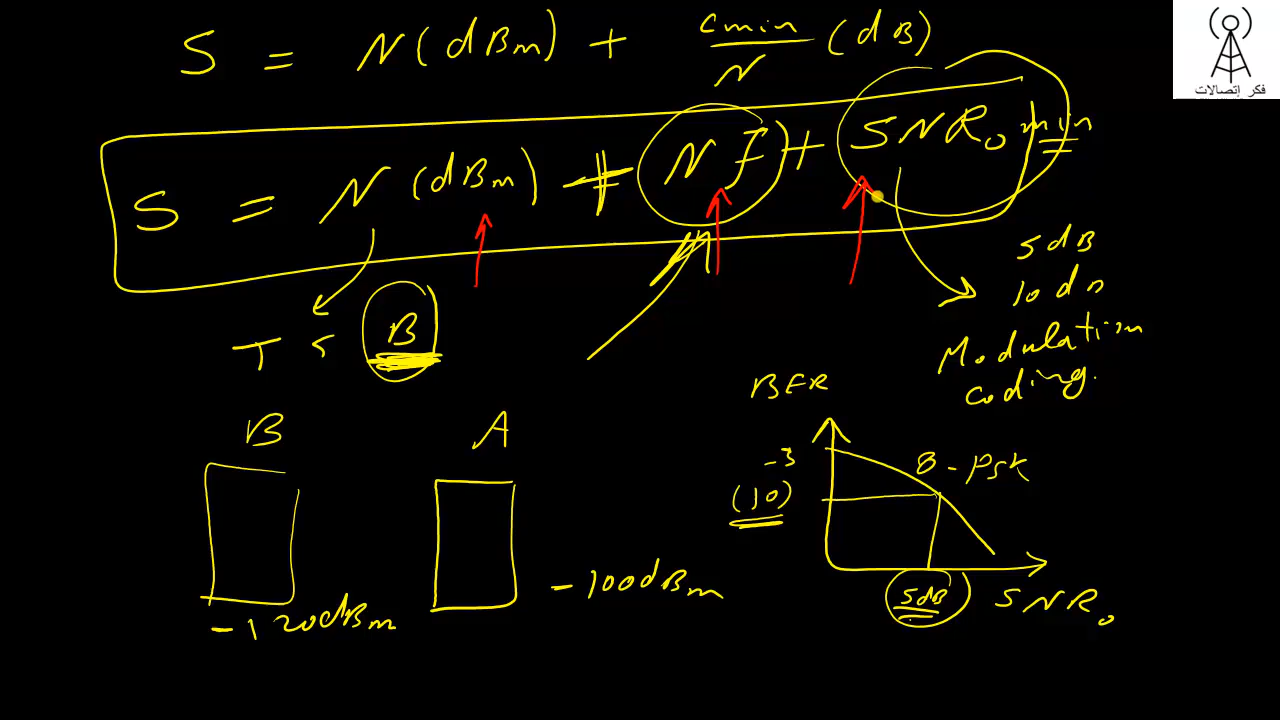 S = N(dBm) + Cmin/N (dB)
فكر إتصالات
S = N(dBm) + NF + SNRo min
T , B
5dB
10dB
Modulation
coding.
BER
B
A
8-PSK
-3
(10)
-100dBm
-120dBm
5dB
SNRo